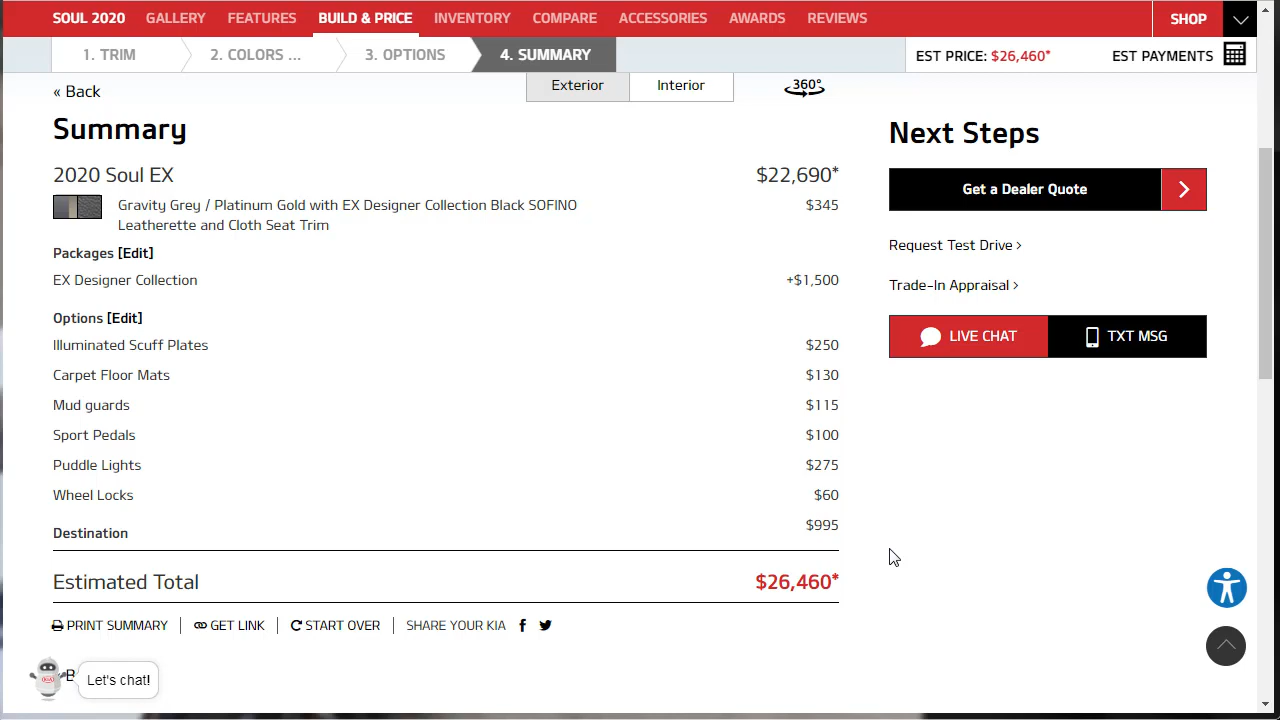 SOUL 2020 GALLERY FEATURES BUILD & PRICE INVENTORY COMPARE ACCESSORIES AWARDS REVIEWS SHOP
1. TRIM 2. COLORS ... 3. OPTIONS 4. SUMMARY EST PRICE: $26,460* EST PAYMENTS
« Back Exterior Interior 360°
Summary
2020 Soul EX $22,690*
Gravity Grey / Platinum Gold with EX Designer Collection Black SOFINO $345
Leatherette and Cloth Seat Trim
Packages [Edit]
EX Designer Collection +$1,500
Options [Edit]
Illuminated Scuff Plates $250
Carpet Floor Mats $130
Mud guards $115
Sport Pedals $100
Puddle Lights $275
Wheel Locks $60
Destination $995
Estimated Total $26,460*
PRINT SUMMARY GET LINK START OVER SHARE YOUR KIA
Let's chat!
Next Steps
Get a Dealer Quote
Request Test Drive ›
Trade-In Appraisal ›
LIVE CHAT TXT MSG